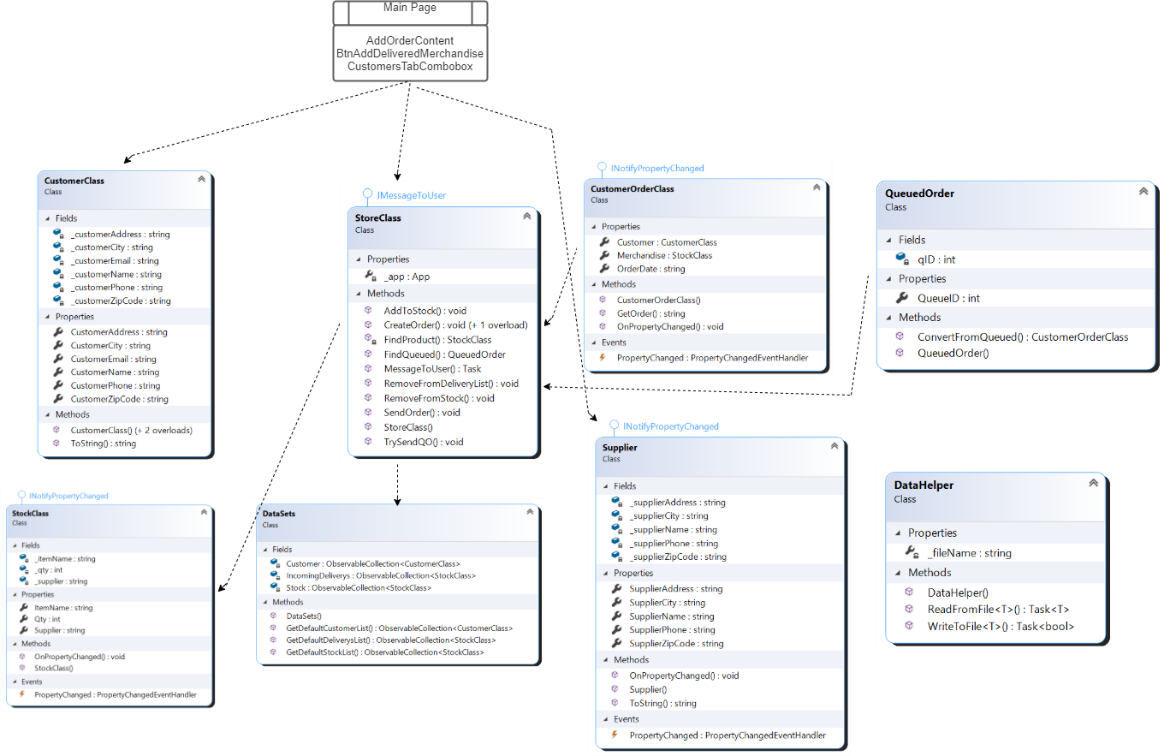 Main Page
AddOrderContent
BtnAddDeliveredMerchandise
CustomersTabCombobox
CustomerClass
Class
Fields
_customerAddress : string
_customerCity : string
_customerEmail : string
_customerName : string
_customerPhone : string
_customerZipCode : string
Properties
CustomerAddress : string
CustomerCity : string
CustomerEmail : string
CustomerName : string
CustomerPhone : string
CustomerZipCode : string
Methods
CustomerClass() (+ 2 overloads)
ToString() : string
IMessageToUser
StoreClass
Class
Properties
_app : App
Methods
AddToStock() : void
CreateOrder() : void (+ 1 overload)
FindProduct() : StockClass
FindQueued() : QueuedOrder
MessageToUser() : Task
RemoveFromDeliveryList() : void
RemoveFromStock() : void
SendOrder() : void
StoreClass()
TrySendQO() : void
INotifyPropertyChanged
CustomerOrderClass
Class
Properties
Customer : CustomerClass
Merchandise : StockClass
OrderDate : string
Methods
CustomerOrderClass()
GetOrder() : string
OnPropertyChanged() : void
Events
PropertyChanged : PropertyChangedEventHandler
QueuedOrder
Class
Fields
qID : int
Properties
QueueID : int
Methods
ConvertFromQueued() : CustomerOrderClass
QueuedOrder()
INotifyPropertyChanged
StockClass
Class
Fields
_itemName : string
_qty : int
_supplier : string
Properties
ItemName : string
Qty : int
Supplier : string
Methods
OnPropertyChanged() : void
StockClass()
Events
PropertyChanged : PropertyChangedEventHandler
DataSets
Class
Fields
Customer : ObservableCollection<CustomerClass>
IncomingDeliverys : ObservableCollection<StockClass>
Stock : ObservableCollection<StockClass>
Methods
DataSets()
GetDefaultCustomerList() : ObservableCollection<CustomerClass>
GetDefaultDeliverysList() : ObservableCollection<StockClass>
GetDefaultStockList() : ObservableCollection<StockClass>
INotifyPropertyChanged
Supplier
Class
Fields
_supplierAddress : string
_supplierCity : string
_supplierName : string
_supplierPhone : string
_supplierZipCode : string
Properties
SupplierAddress : string
SupplierCity : string
SupplierName : string
SupplierPhone : string
SupplierZipCode : string
Methods
OnPropertyChanged() : void
Supplier()
ToString() : string
Events
PropertyChanged : PropertyChangedEventHandler
DataHelper
Class
Properties
_fileName : string
Methods
DataHelper()
ReadFromFile<T>() : Task<T>
WriteToFile<T>() : Task<bool>